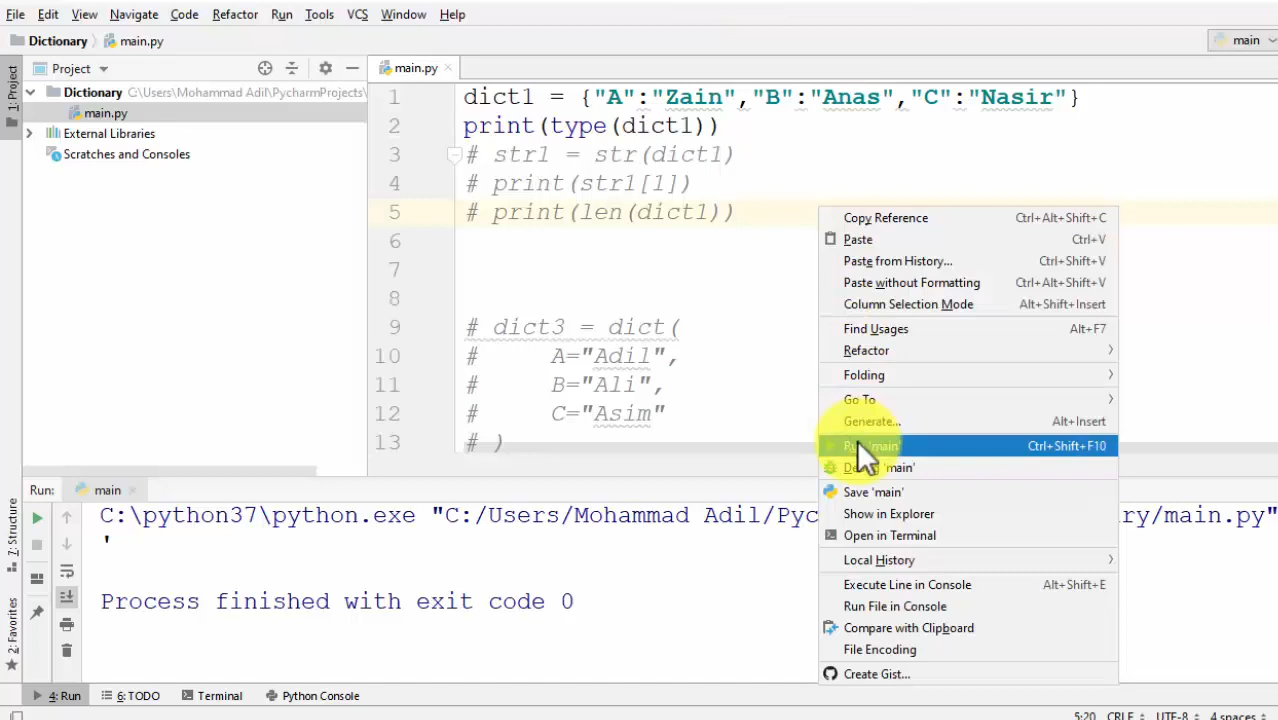 File Edit View Navigate Code Refactor Run Tools VCS Window Help
Dictionary main.py main
1: Project
Project
main.py
Dictionary C:\Users\Mohammad Adil\PycharmProjects\
main.py
External Libraries
Scratches and Consoles
1 dict1 = {"A":"Zain","B":"Anas","C":"Nasir"}
2 print(type(dict1))
3 # str1 = str(dict1)
4 # print(str1[1])
5 # print(len(dict1))
6
7
8
9 # dict3 = dict(
10 #     A="Adil",
11 #     B="Ali",
12 #     C="Asim"
13 # )
Copy Reference Ctrl+Alt+Shift+C
Paste Ctrl+V
Paste from History... Ctrl+Shift+V
Paste without Formatting Ctrl+Alt+Shift+V
Column Selection Mode Alt+Shift+Insert
Find Usages Alt+F7
Refactor
Folding
Go To
Generate... Alt+Insert
Run 'main' Ctrl+Shift+F10
Debug 'main'
Save 'main'
Show in Explorer
Open in Terminal
Local History
Execute Line in Console Alt+Shift+E
Run File in Console
Compare with Clipboard
File Encoding
Create Gist...
Run: main
C:\python37\python.exe "C:/Users/Mohammad Adil/Pyc ry/main.py"
'
Process finished with exit code 0
7: Structure
2: Favorites
4: Run 6: TODO Terminal Python Console
5:20 CRLF UTF-8 4 spaces